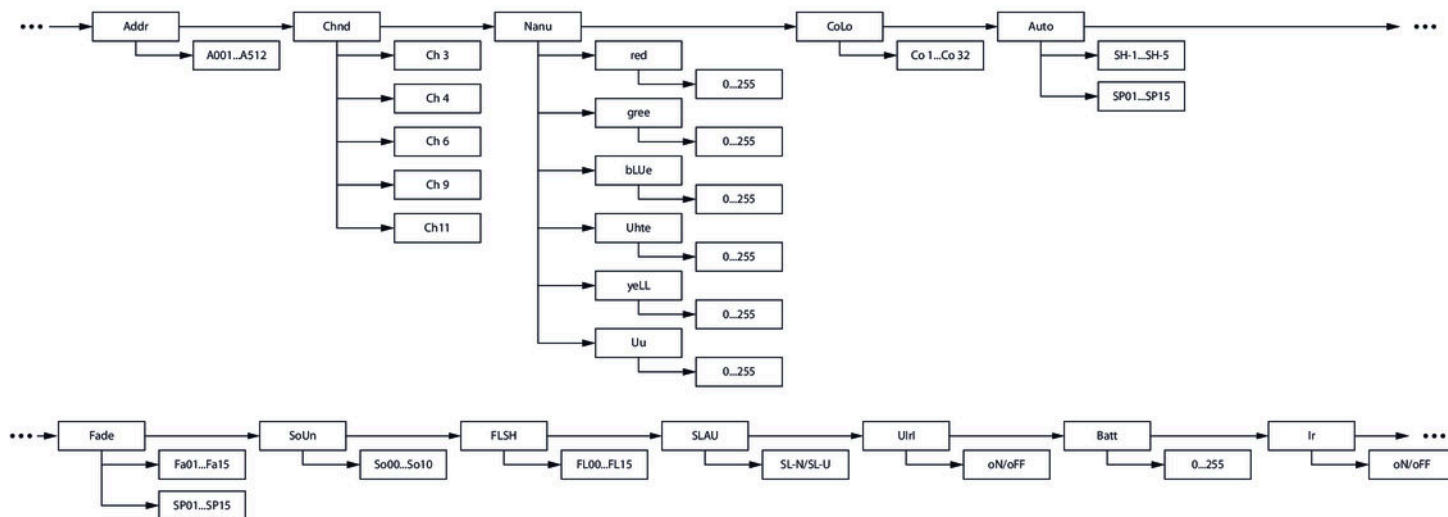 ••• Addr Chnd Nanu CoLo Auto •••
A001...A512 Ch 3 red Co 1...Co 32 SH-1...SH-5
0...255
Ch 4 SP01...SP15
gree
Ch 6 0...255
bLUe
Ch 9 0...255
Ch11 Uhte
0...255
yeLL
0...255
Uu
0...255
••• Fade SoUn FLSH SLAU UIrl Batt Ir •••
Fa01...Fa15 So00...So10 FL00...FL15 SL-N/SL-U oN/oFF 0...255 oN/oFF
SP01...SP15